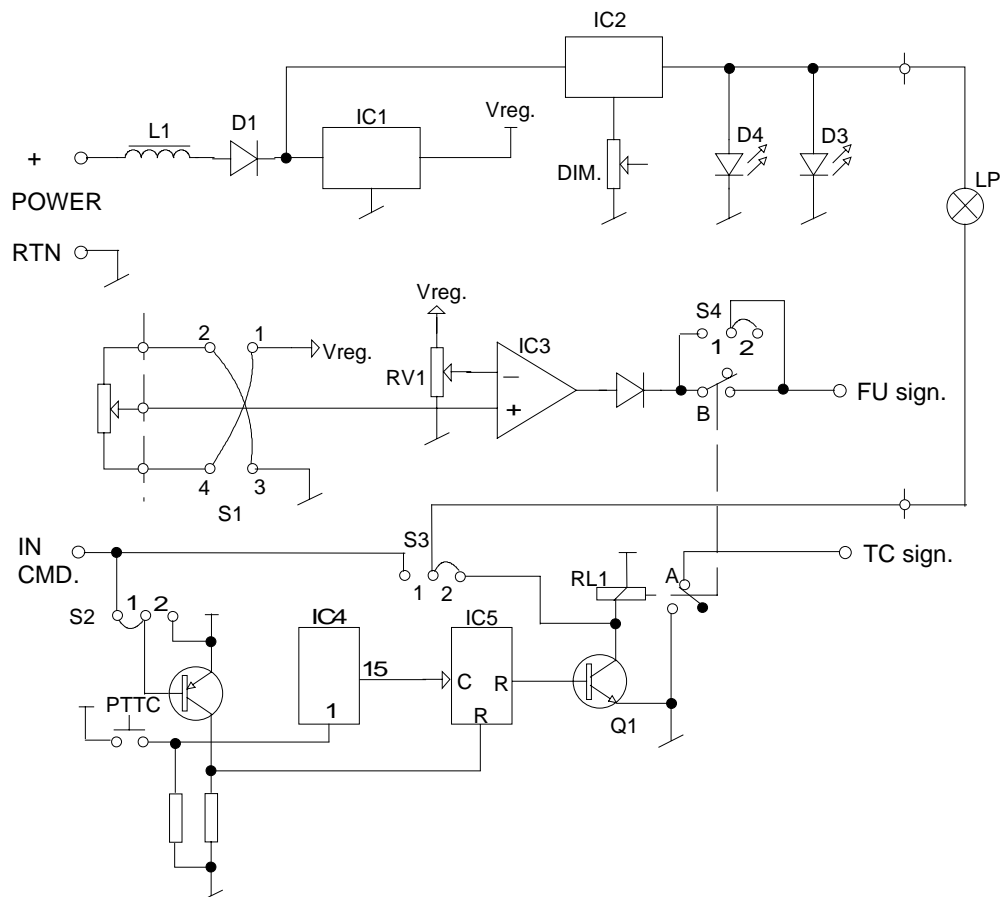 IC2
L1
D1
IC1
Vreg.
D4
D3
+
POWER
DIM.
LP
RTN
Vreg.
2
1
Vreg.
RV1
IC3
−
+
S4
1
2
B
FU sign.
4
3
S1
IN
CMD.
S3
1
2
TC sign.
A
RL1
S2
1
2
IC4
15
1
IC5
C
R
R
Q1
PTTC